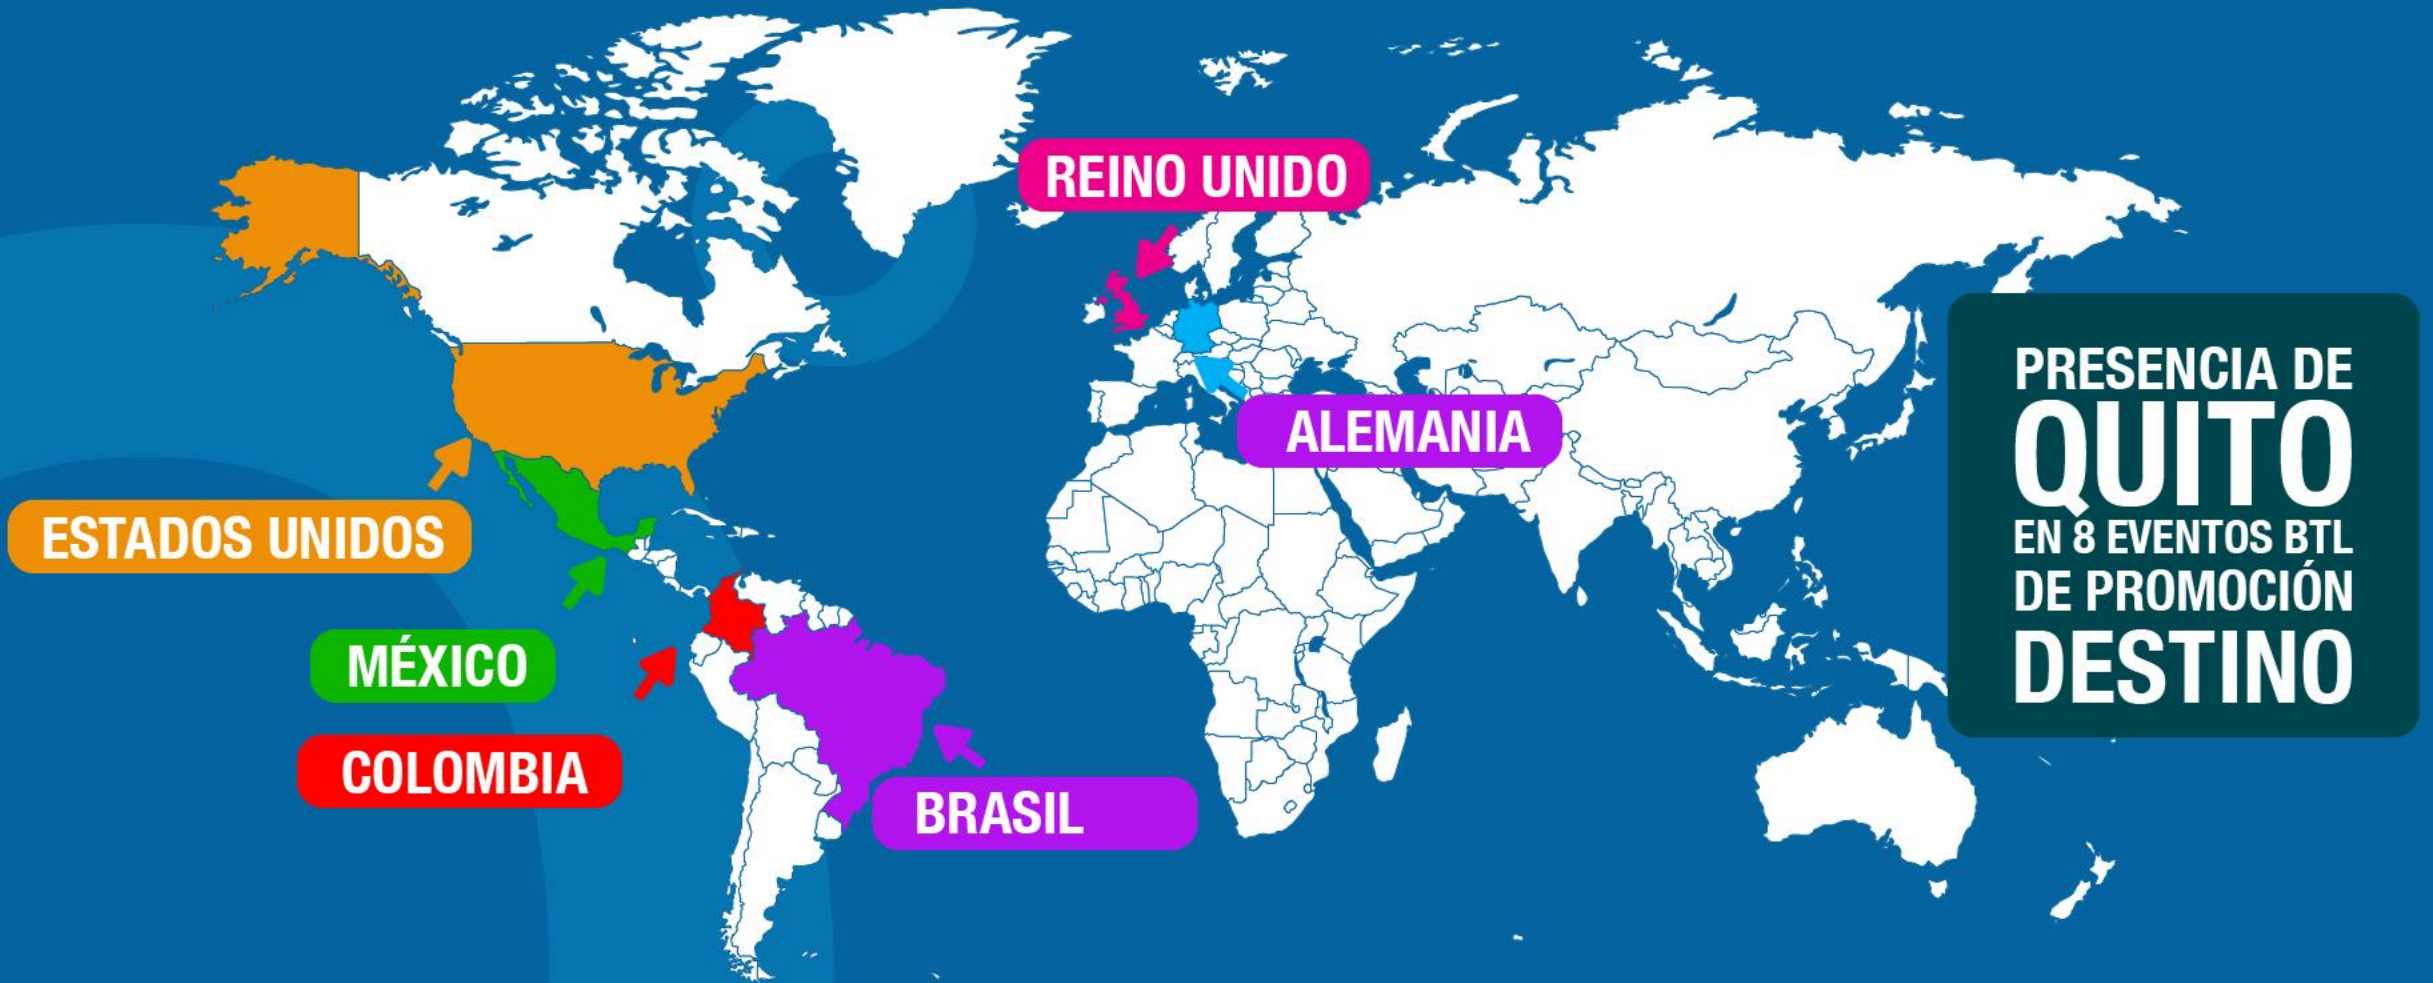 REINO UNIDO
ALEMANIA
ESTADOS UNIDOS
MÉXICO
COLOMBIA
BRASIL
PRESENCIA DE
QUITO
EN 8 EVENTOS BTL
DE PROMOCIÓN
DESTINO